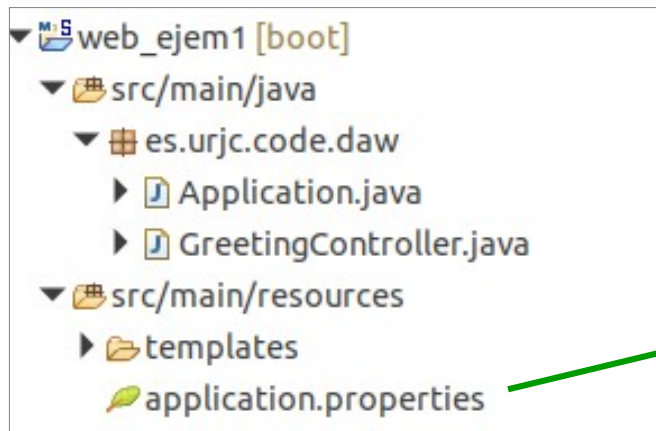 web_ejem1 [boot]
src/main/java
es.urjc.code.daw
Application.java
GreetingController.java
src/main/resources
templates
application.properties